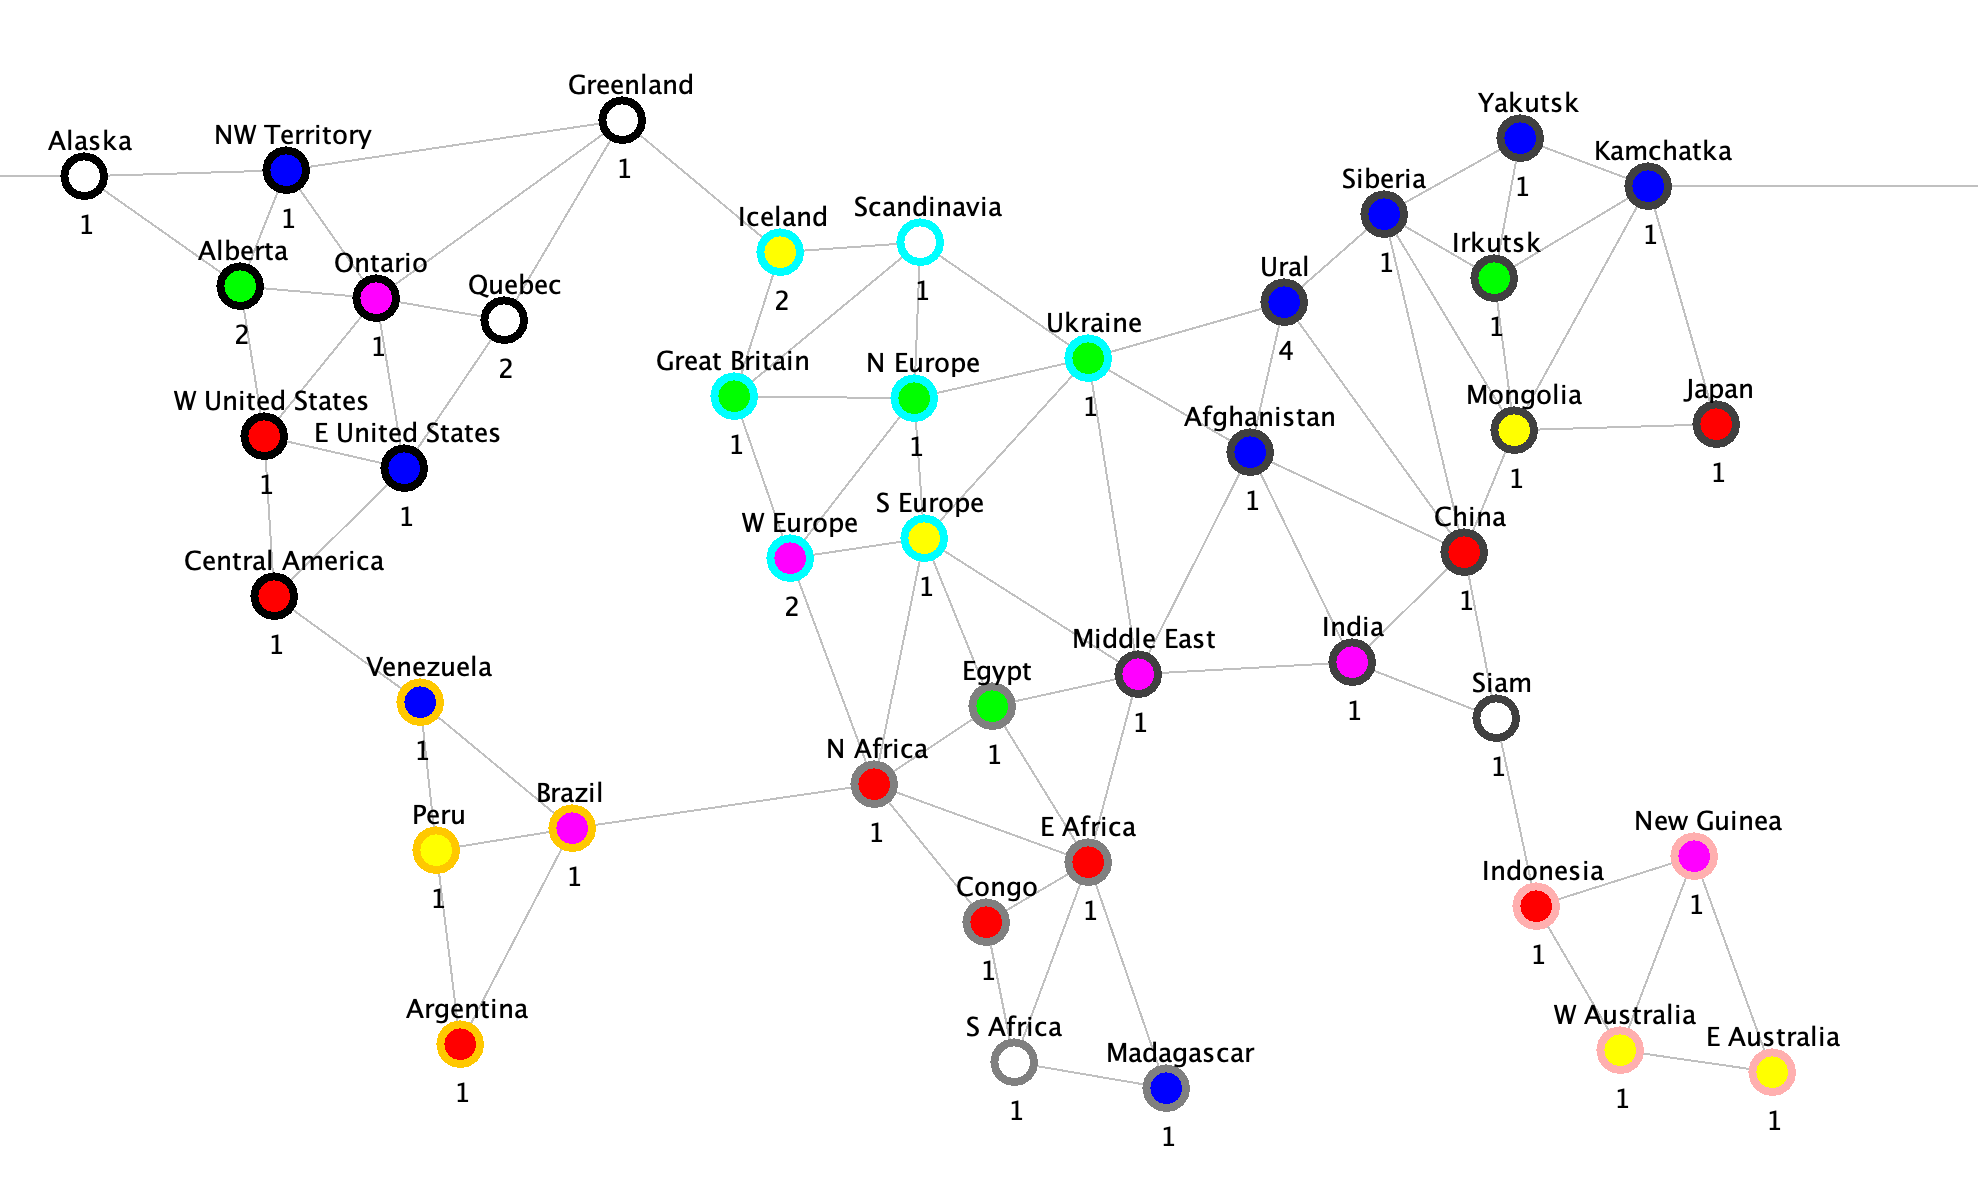 Greenland
1
Alaska
1
NW Territory
1
Yakutsk
1
Kamchatka
1
Siberia
1
Iceland
2
Scandinavia
1
Alberta
2
Ontario
1
Quebec
2
Irkutsk
1
Ural
4
Ukraine
1
Great Britain
1
N Europe
1
W United States
1
E United States
1
Afghanistan
1
Mongolia
1
Japan
1
W Europe
2
S Europe
1
China
1
Central America
1
Middle East
1
India
1
Venezuela
1
Egypt
1
Siam
1
N Africa
1
Peru
1
Brazil
1
E Africa
1
New Guinea
1
Congo
1
Indonesia
1
Argentina
1
S Africa
1
Madagascar
1
W Australia
1
E Australia
1